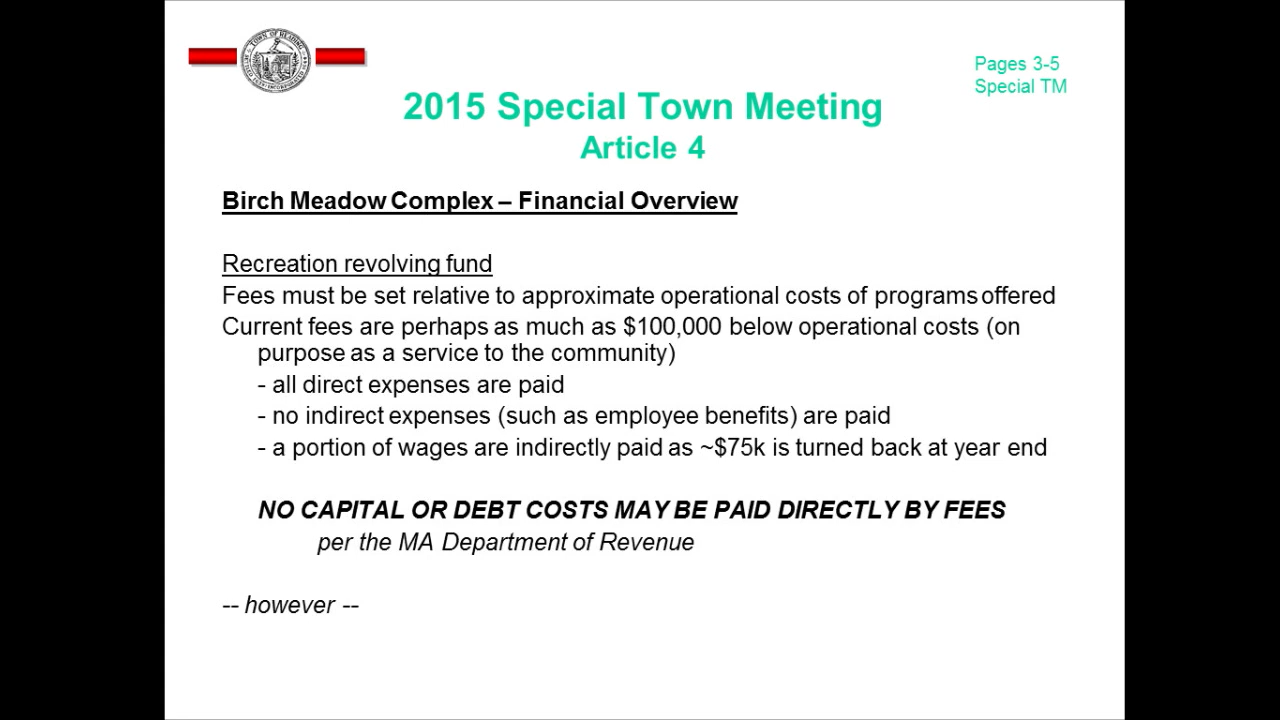 Pages 3-5
Special TM
TOWN OF READING
2015 Special Town Meeting
Article 4
Birch Meadow Complex – Financial Overview
Recreation revolving fund
Fees must be set relative to approximate operational costs of programs offered
Current fees are perhaps as much as $100,000 below operational costs (on
purpose as a service to the community)
- all direct expenses are paid
- no indirect expenses (such as employee benefits) are paid
- a portion of wages are indirectly paid as ~$75k is turned back at year end
NO CAPITAL OR DEBT COSTS MAY BE PAID DIRECTLY BY FEES
per the MA Department of Revenue
-- however --